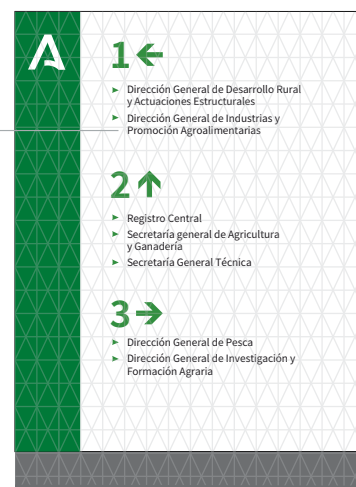 1 ←
➤ Dirección General de Desarrollo Rural
y Actuaciones Estructurales
➤ Dirección General de Industrias y
Promoción Agroalimentarias
2 ↑
➤ Registro Central
➤ Secretaría general de Agricultura
y Ganadería
➤ Secretaría General Técnica
3 →
➤ Dirección General de Pesca
➤ Dirección General de Investigación y
Formación Agraria